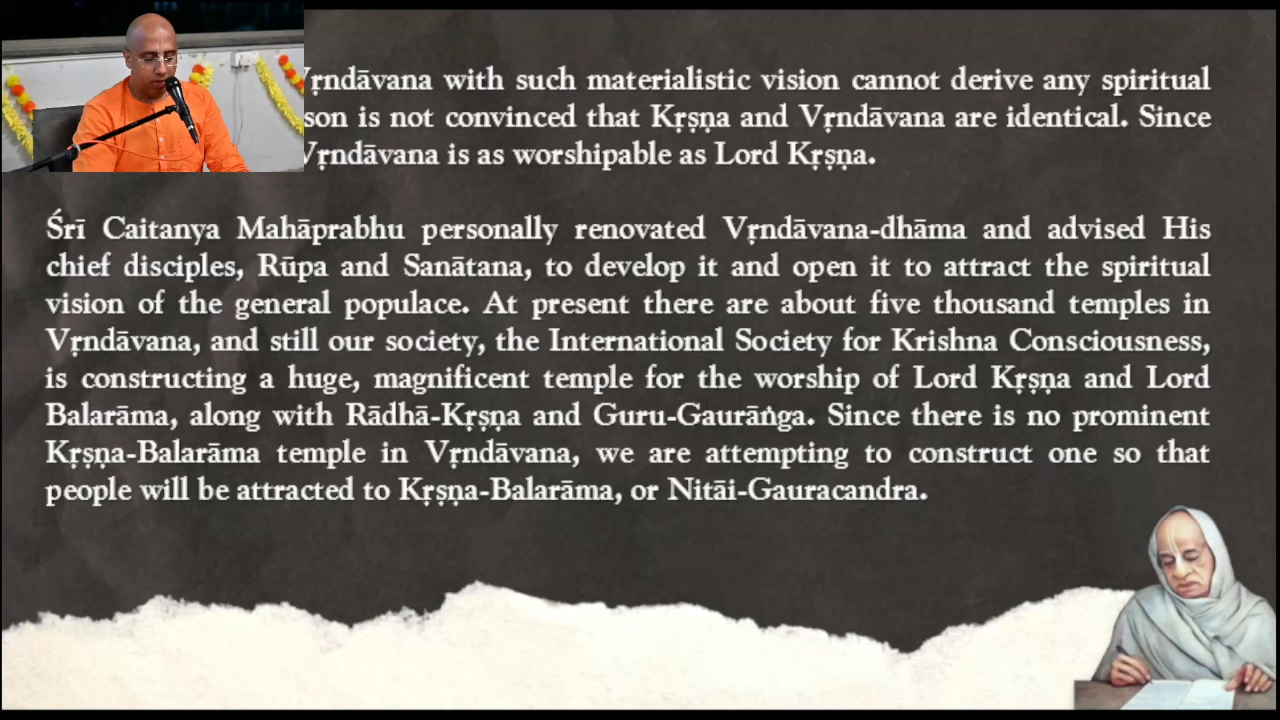 Vṛndāvana with such materialistic vision cannot derive any spiritual
son is not convinced that Kṛṣṇa and Vṛndāvana are identical. Since
Vṛndāvana is as worshipable as Lord Kṛṣṇa.
Śrī Caitanya Mahāprabhu personally renovated Vṛndāvana-dhāma and advised His
chief disciples, Rūpa and Sanātana, to develop it and open it to attract the spiritual
vision of the general populace. At present there are about five thousand temples in
Vṛndāvana, and still our society, the International Society for Krishna Consciousness,
is constructing a huge, magnificent temple for the worship of Lord Kṛṣṇa and Lord
Balarāma, along with Rādhā-Kṛṣṇa and Guru-Gaurāṅga. Since there is no prominent
Kṛṣṇa-Balarāma temple in Vṛndāvana, we are attempting to construct one so that
people will be attracted to Kṛṣṇa-Balarāma, or Nitāi-Gauracandra.